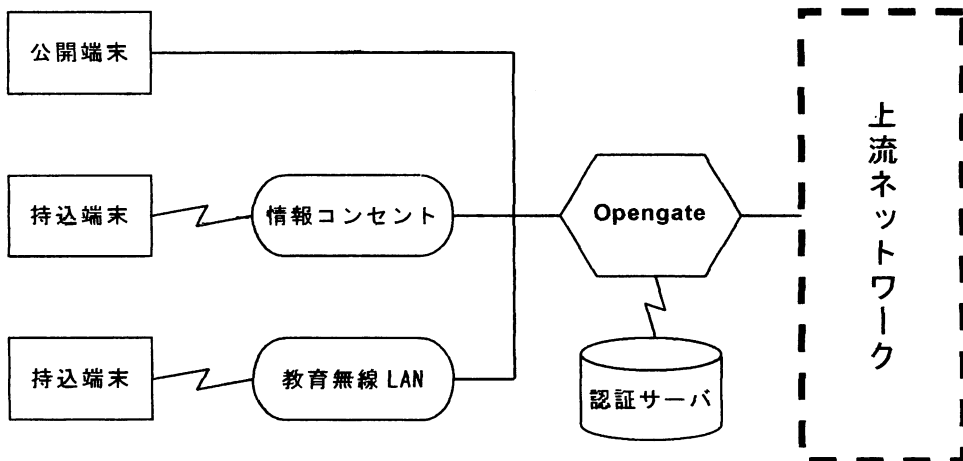 公開端末
持込端末
情報コンセント
Opengate
上流ネットワーク
持込端末
教育無線 LAN
認証サーバ